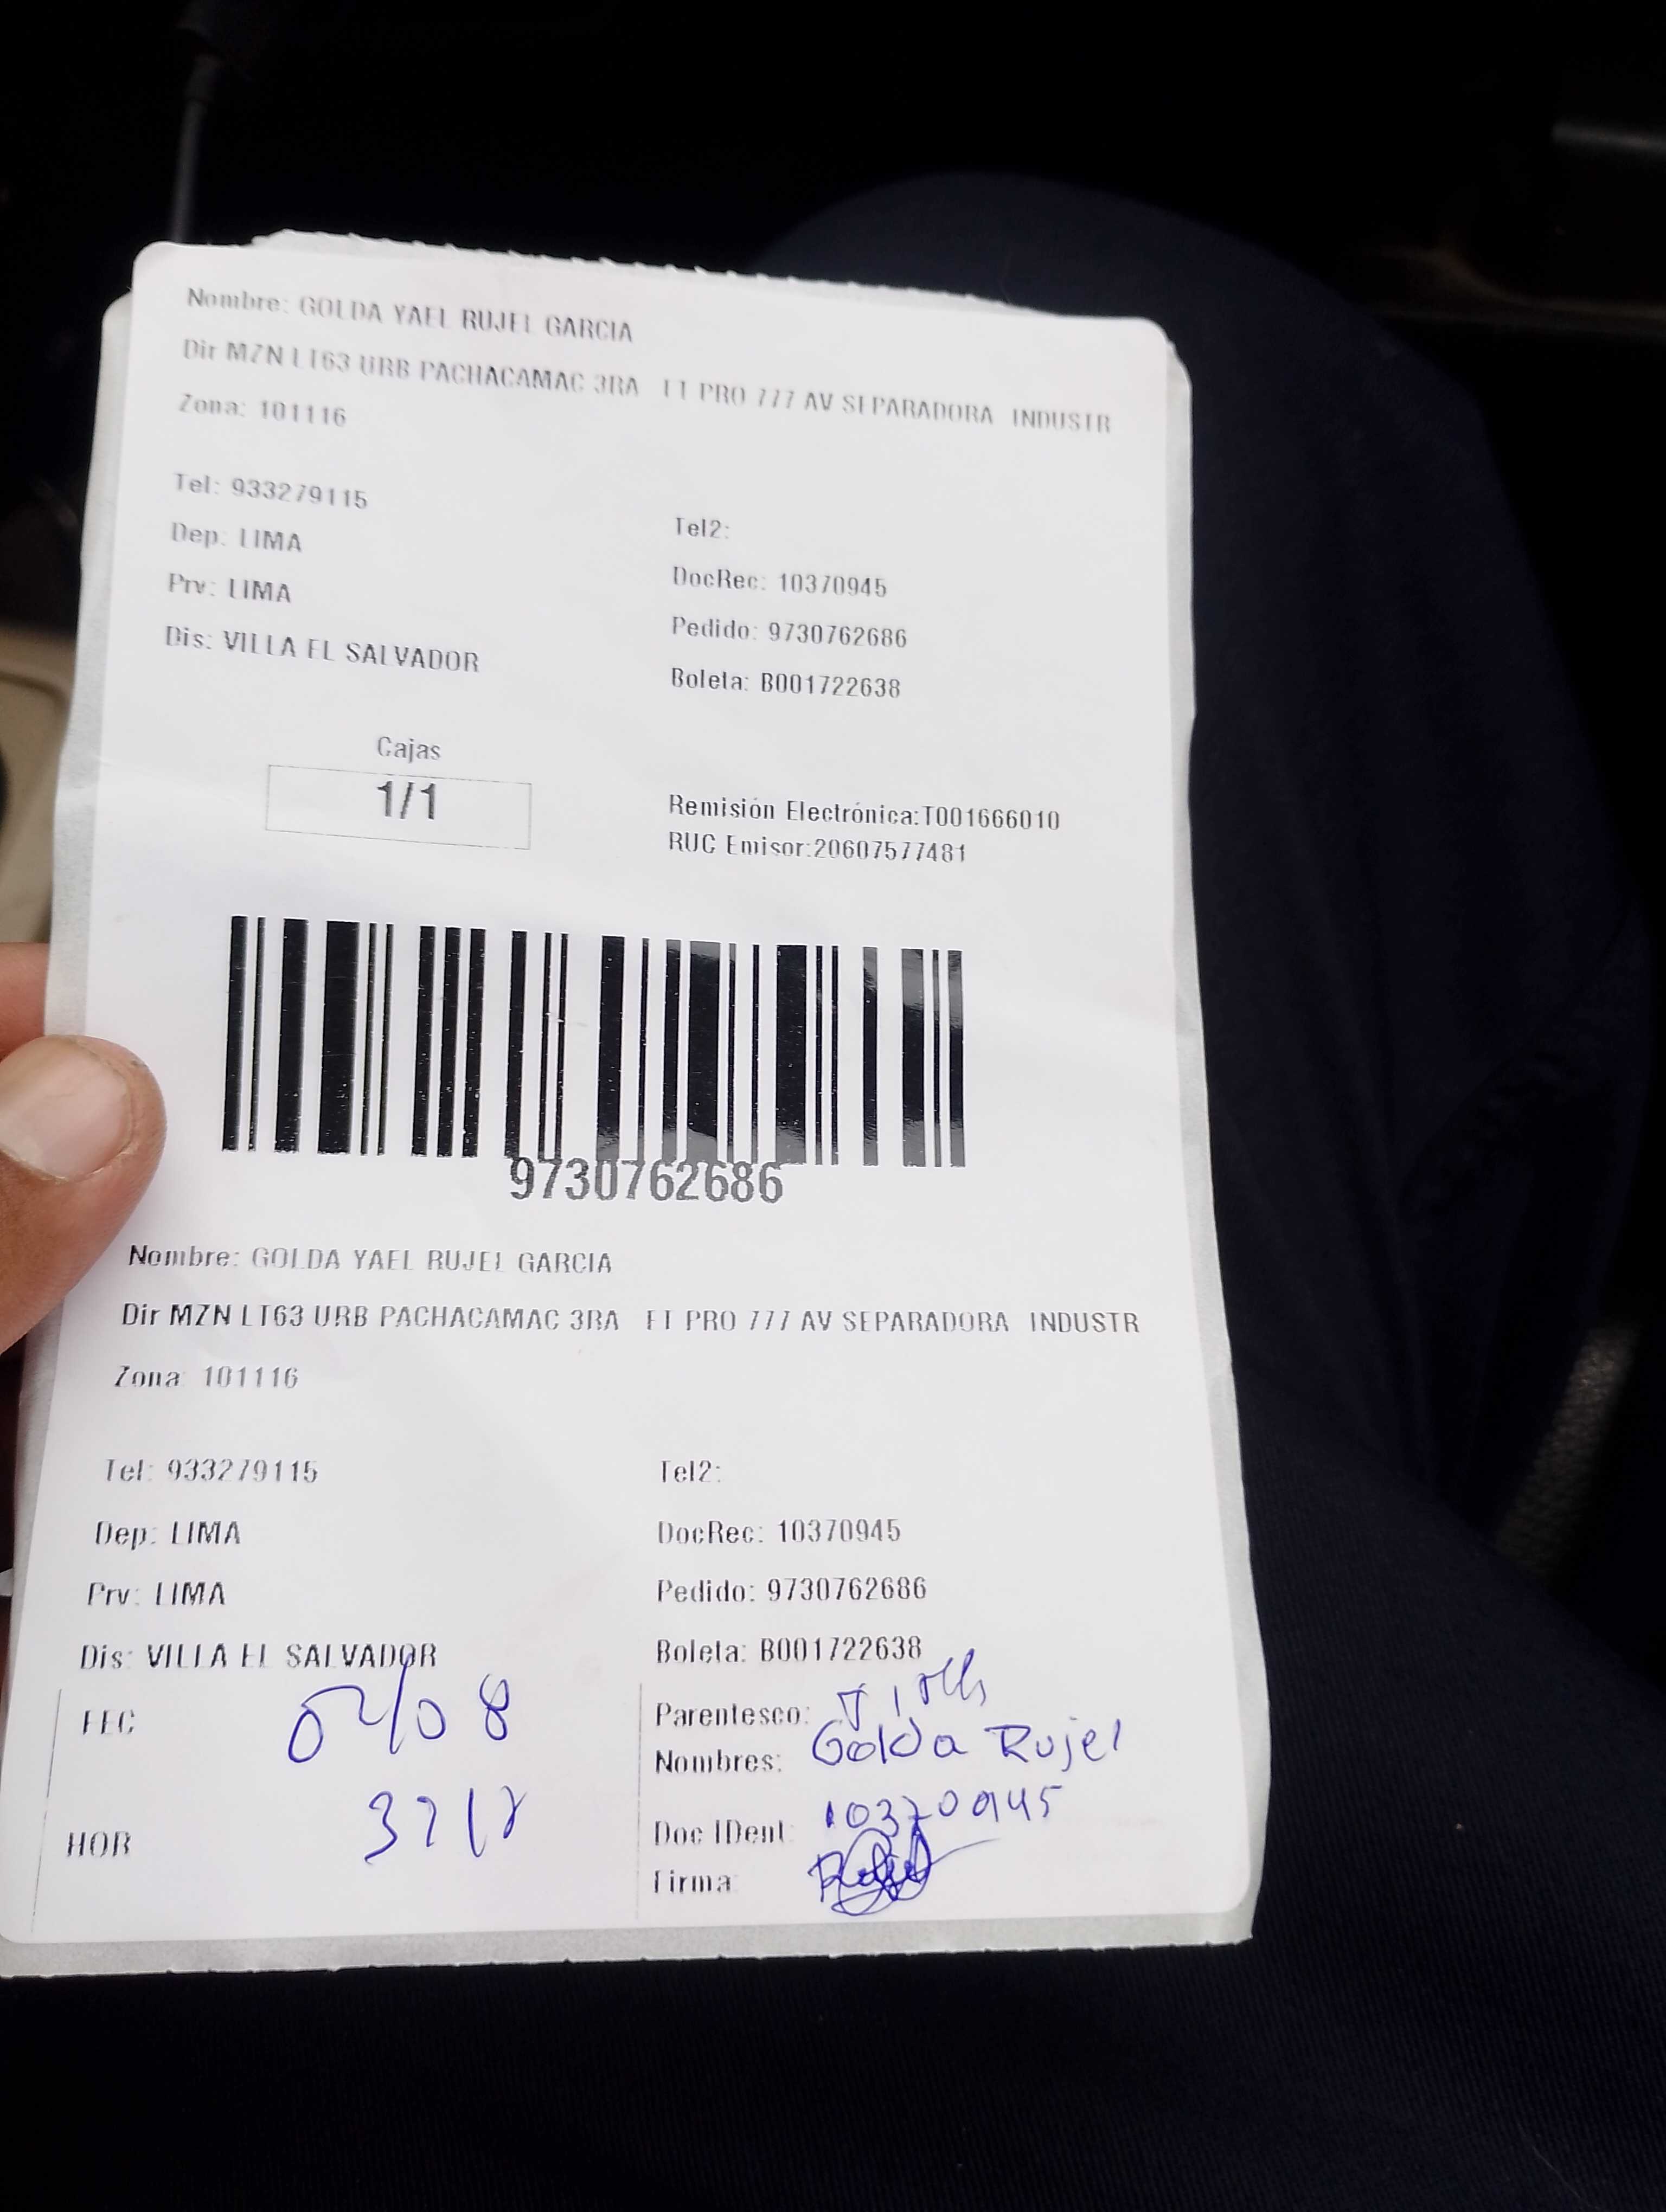 Nombre: GOLDA YAEL RUJEL GARCIA
Dir MZN LT63 URB PACHACAMAC 3RA ET PRO 777 AV SEPARADORA INDUSTR
Zona: 101116
Tel: 933279115
Tel2:
Dep: LIMA
DocRec: 10370945
Prv: LIMA
Pedido: 9730762686
Dis: VILLA EL SALVADOR
Boleta: B001722638
Cajas
1/1
Remisión Electrónica:T001666010
RUC Emisor:20607577481
9730762686
Nombre: GOLDA YAEL RUJEL GARCIA
Dir MZN LT63 URB PACHACAMAC 3RA ET PRO 777 AV SEPARADORA INDUSTR
Zona: 101116
Tel: 933279115
Tel2:
Dep: LIMA
DocRec: 10370945
Prv: LIMA
Pedido: 9730762686
Dis: VILLA EL SALVADOR
Boleta: B001722638
FEC
Parentesco:
Nombres: Golda Rujel
HOR
Doc IDent: 10370945
Firma: